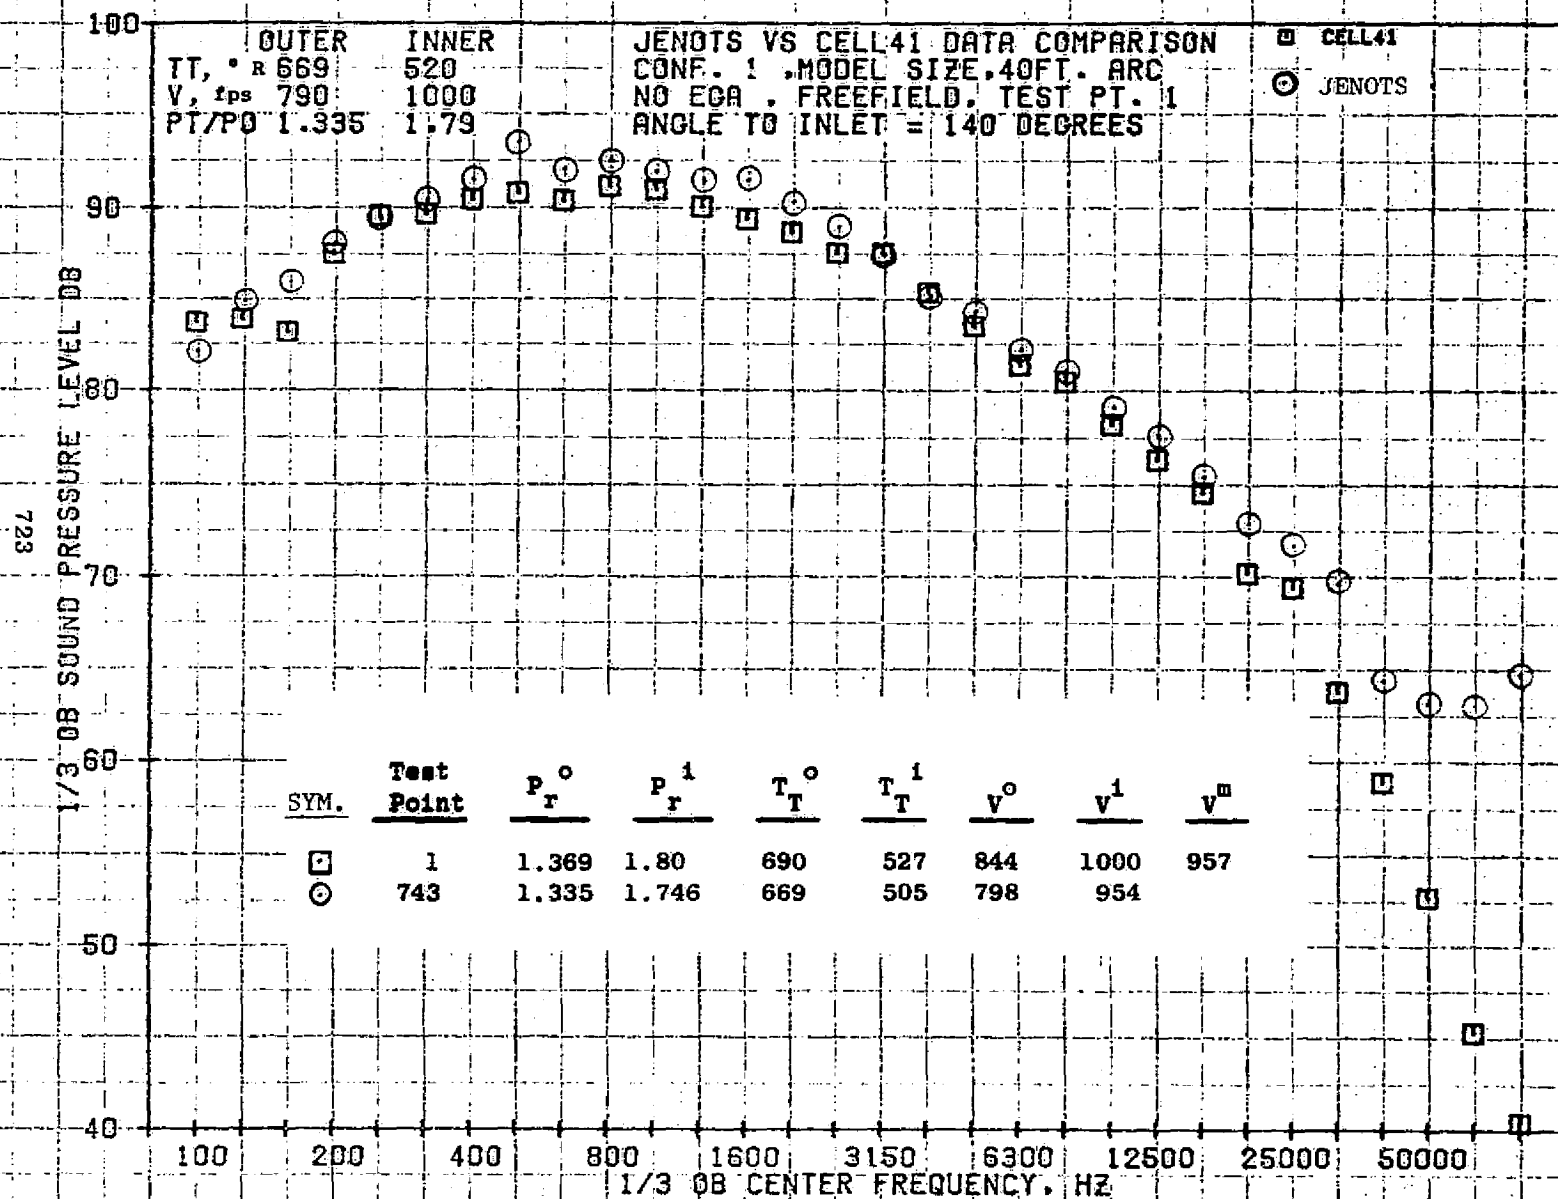 100
OUTER INNER
TT, ° R 669 520
V, fps 790 1000
PT/P0 1.335 1.79
JENOTS VS CELL41 DATA COMPARISON
CONF. 1 ,MODEL SIZE,40FT. ARC
NO EGA , FREEFIELD, TEST PT. 1
ANGLE TO INLET = 140 DEGREES
CELL41
JENOTS
90
80
70
60
50
40
1/3 OB SOUND PRESSURE LEVEL DB
723
SYM. Test Point Pr^o Pr^i TT^o TT^i V^o V^i V^m
1 1.369 1.80 690 527 844 1000 957
743 1.335 1.746 669 505 798 954
100 200 400 800 1600 3150 6300 12500 25000 50000
1/3 OB CENTER FREQUENCY, HZ